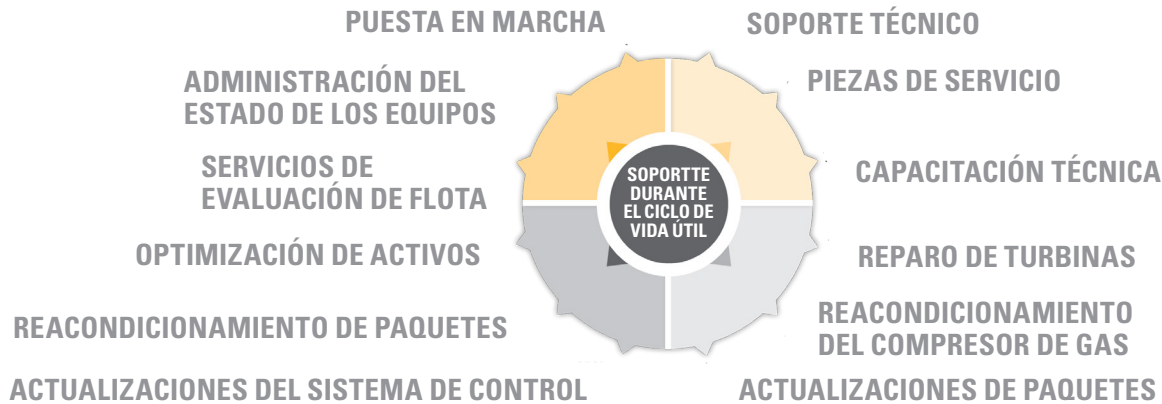 PUESTA EN MARCHA
SOPORTE TÉCNICO
ADMINISTRACIÓN DEL
ESTADO DE LOS EQUIPOS
PIEZAS DE SERVICIO
SERVICIOS DE
EVALUACIÓN DE FLOTA
SOPORTTE
DURANTE
EL CICLO DE
VIDA ÚTIL
CAPACITACIÓN TÉCNICA
OPTIMIZACIÓN DE ACTIVOS
REPARO DE TURBINAS
REACONDICIONAMIENTO DE PAQUETES
REACONDICIONAMIENTO
DEL COMPRESOR DE GAS
ACTUALIZACIONES DEL SISTEMA DE CONTROL
ACTUALIZACIONES DE PAQUETES